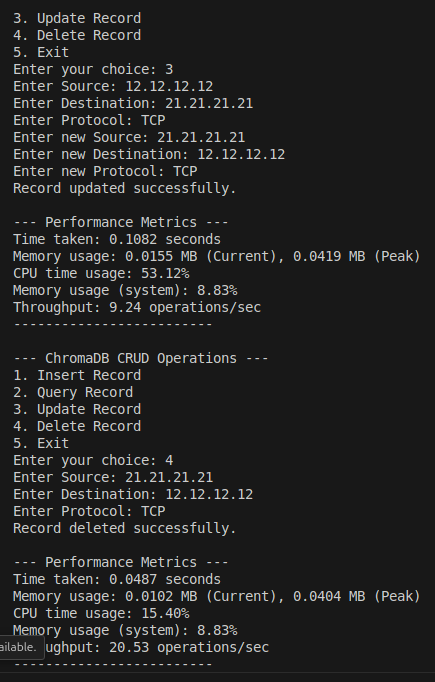 3. Update Record
4. Delete Record
5. Exit
Enter your choice: 3
Enter Source: 12.12.12.12
Enter Destination: 21.21.21.21
Enter Protocol: TCP
Enter new Source: 21.21.21.21
Enter new Destination: 12.12.12.12
Enter new Protocol: TCP
Record updated successfully.

--- Performance Metrics ---
Time taken: 0.1082 seconds
Memory usage: 0.0155 MB (Current), 0.0419 MB (Peak)
CPU time usage: 53.12%
Memory usage (system): 8.83%
Throughput: 9.24 operations/sec
-------------------------

--- ChromaDB CRUD Operations ---
1. Insert Record
2. Query Record
3. Update Record
4. Delete Record
5. Exit
Enter your choice: 4
Enter Source: 21.21.21.21
Enter Destination: 12.12.12.12
Enter Protocol: TCP
Record deleted successfully.

--- Performance Metrics ---
Time taken: 0.0487 seconds
Memory usage: 0.0102 MB (Current), 0.0404 MB (Peak)
CPU time usage: 15.40%
Memory usage (system): 8.83%
ailable.
ughput: 20.53 operations/sec
-------------------------